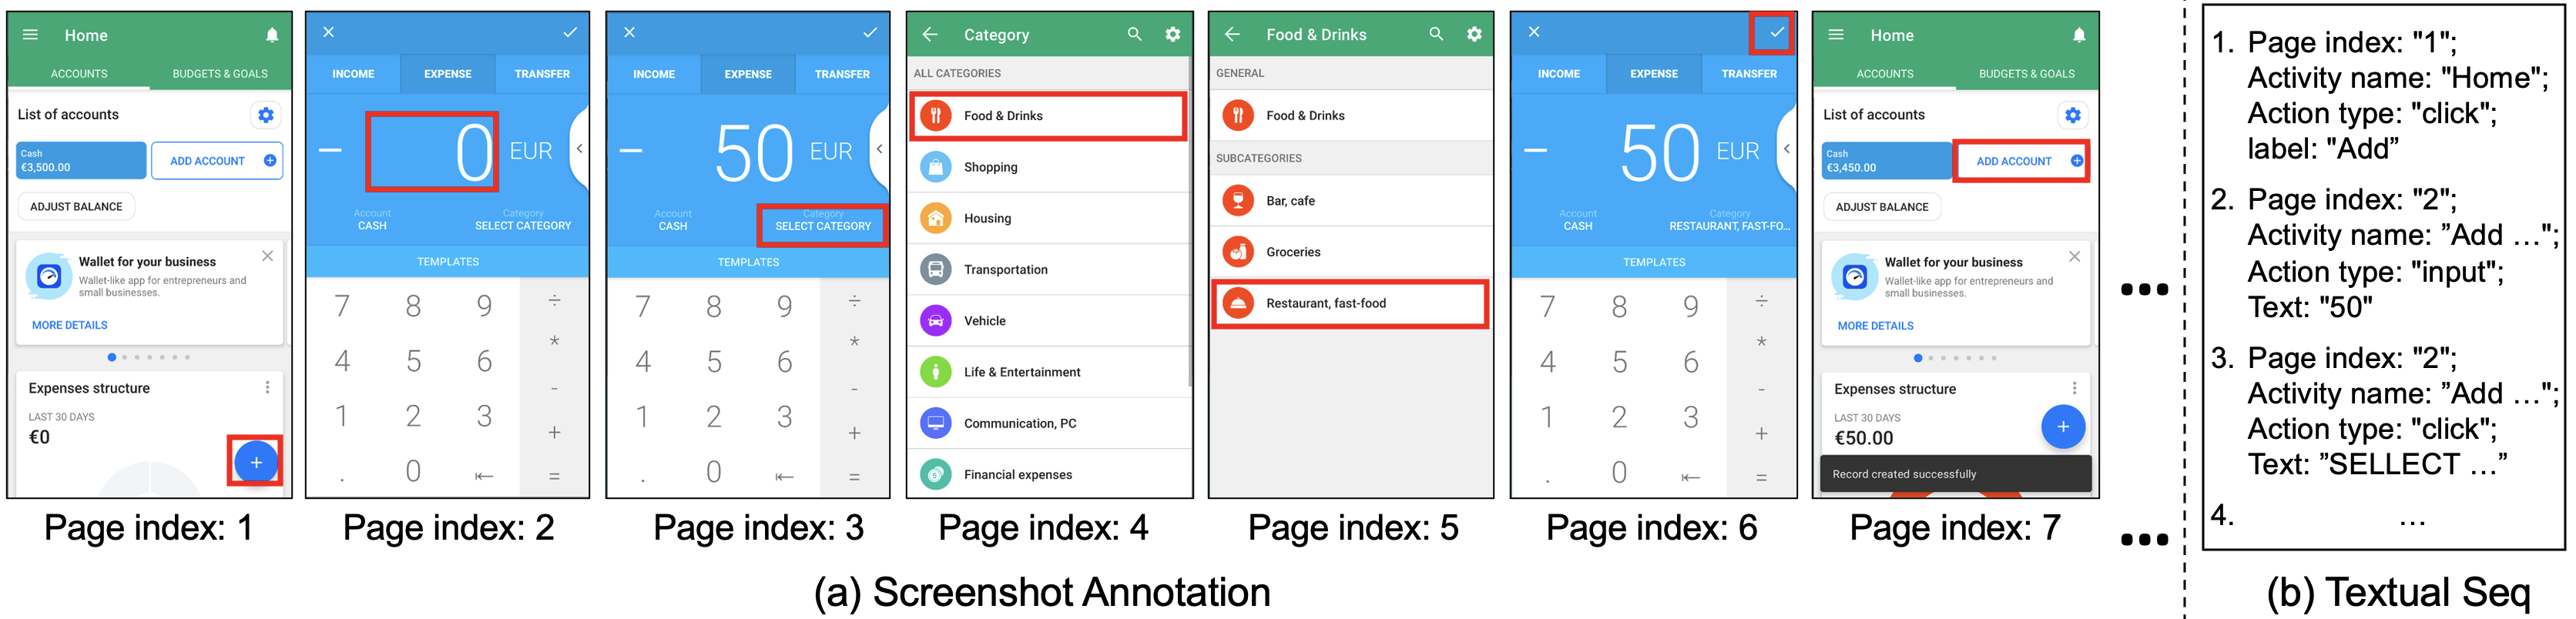 Home
ACCOUNTS BUDGETS & GOALS
List of accounts
Cash
€3,500.00
ADD ACCOUNT
ADJUST BALANCE
Wallet for your business
Wallet-like app for entrepreneurs and
small businesses.
MORE DETAILS
Expenses structure
LAST 30 DAYS
€0
+
Page index: 1
INCOME EXPENSE TRANSFER
− 0 EUR
Account Category
CASH SELECT CATEGORY
TEMPLATES
7 8 9 ÷
4 5 6 *
1 2 3 -
+
. 0 =
Page index: 2
INCOME EXPENSE TRANSFER
− 50 EUR
Account Category
CASH SELECT CATEGORY
TEMPLATES
7 8 9 ÷
4 5 6 *
1 2 3 -
+
. 0 =
Page index: 3
Category
ALL CATEGORIES
Food & Drinks
Shopping
Housing
Transportation
Vehicle
Life & Entertainment
Communication, PC
Financial expenses
Page index: 4
Food & Drinks
GENERAL
Food & Drinks
SUBCATEGORIES
Bar, cafe
Groceries
Restaurant, fast-food
Page index: 5
INCOME EXPENSE TRANSFER
− 50 EUR
Account Category
CASH RESTAURANT, FAST-FO...
TEMPLATES
7 8 9 ÷
4 5 6 *
1 2 3 -
+
. 0 =
Page index: 6
Home
ACCOUNTS BUDGETS & GOALS
List of accounts
Cash
€3,450.00
ADD ACCOUNT
ADJUST BALANCE
Wallet for your business
Wallet-like app for entrepreneurs and
small businesses.
MORE DETAILS
Expenses structure
LAST 30 DAYS
€50.00
+
Record created successfully
Page index: 7
...
...
(a) Screenshot Annotation
1. Page index: "1";
Activity name: "Home";
Action type: "click";
label: "Add”
2. Page index: "2";
Activity name: ”Add ...";
Action type: "input";
Text: "50"
3. Page index: "2";
Activity name: ”Add ...";
Action type: "click";
Text: ”SELLECT ...”
4. ...
(b) Textual Seq